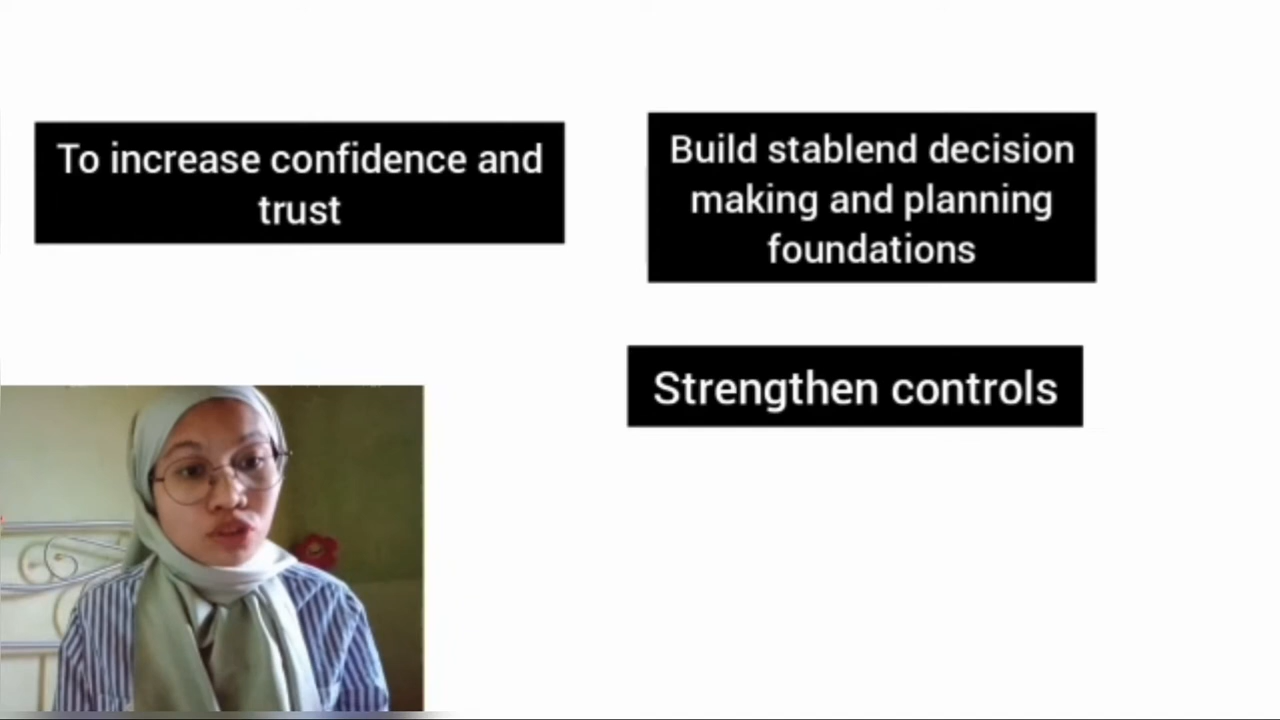 To increase confidence and
trust
Build stablend decision
making and planning
foundations
Strengthen controls